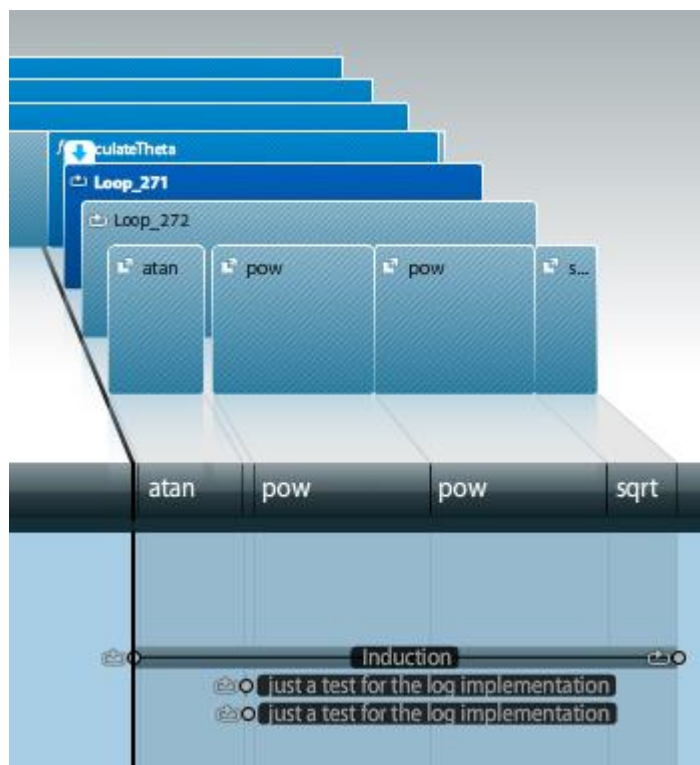 culateTheta
Loop_271
Loop_272
atan pow pow s...
atan pow pow sqrt
Induction
just a test for the log implementation
just a test for the log implementation